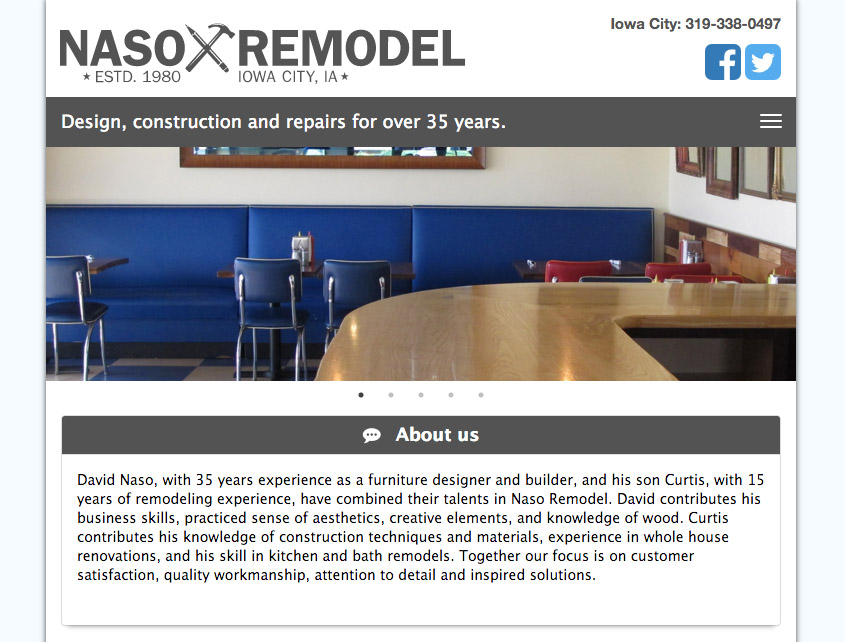 Iowa City: 319-338-0497
NASO REMODEL
ESTD. 1980 IOWA CITY, IA
Design, construction and repairs for over 35 years.
About us
David Naso, with 35 years experience as a furniture designer and builder, and his son Curtis, with 15
years of remodeling experience, have combined their talents in Naso Remodel. David contributes his
business skills, practiced sense of aesthetics, creative elements, and knowledge of wood. Curtis
contributes his knowledge of construction techniques and materials, experience in whole house
renovations, and his skill in kitchen and bath remodels. Together our focus is on customer
satisfaction, quality workmanship, attention to detail and inspired solutions.